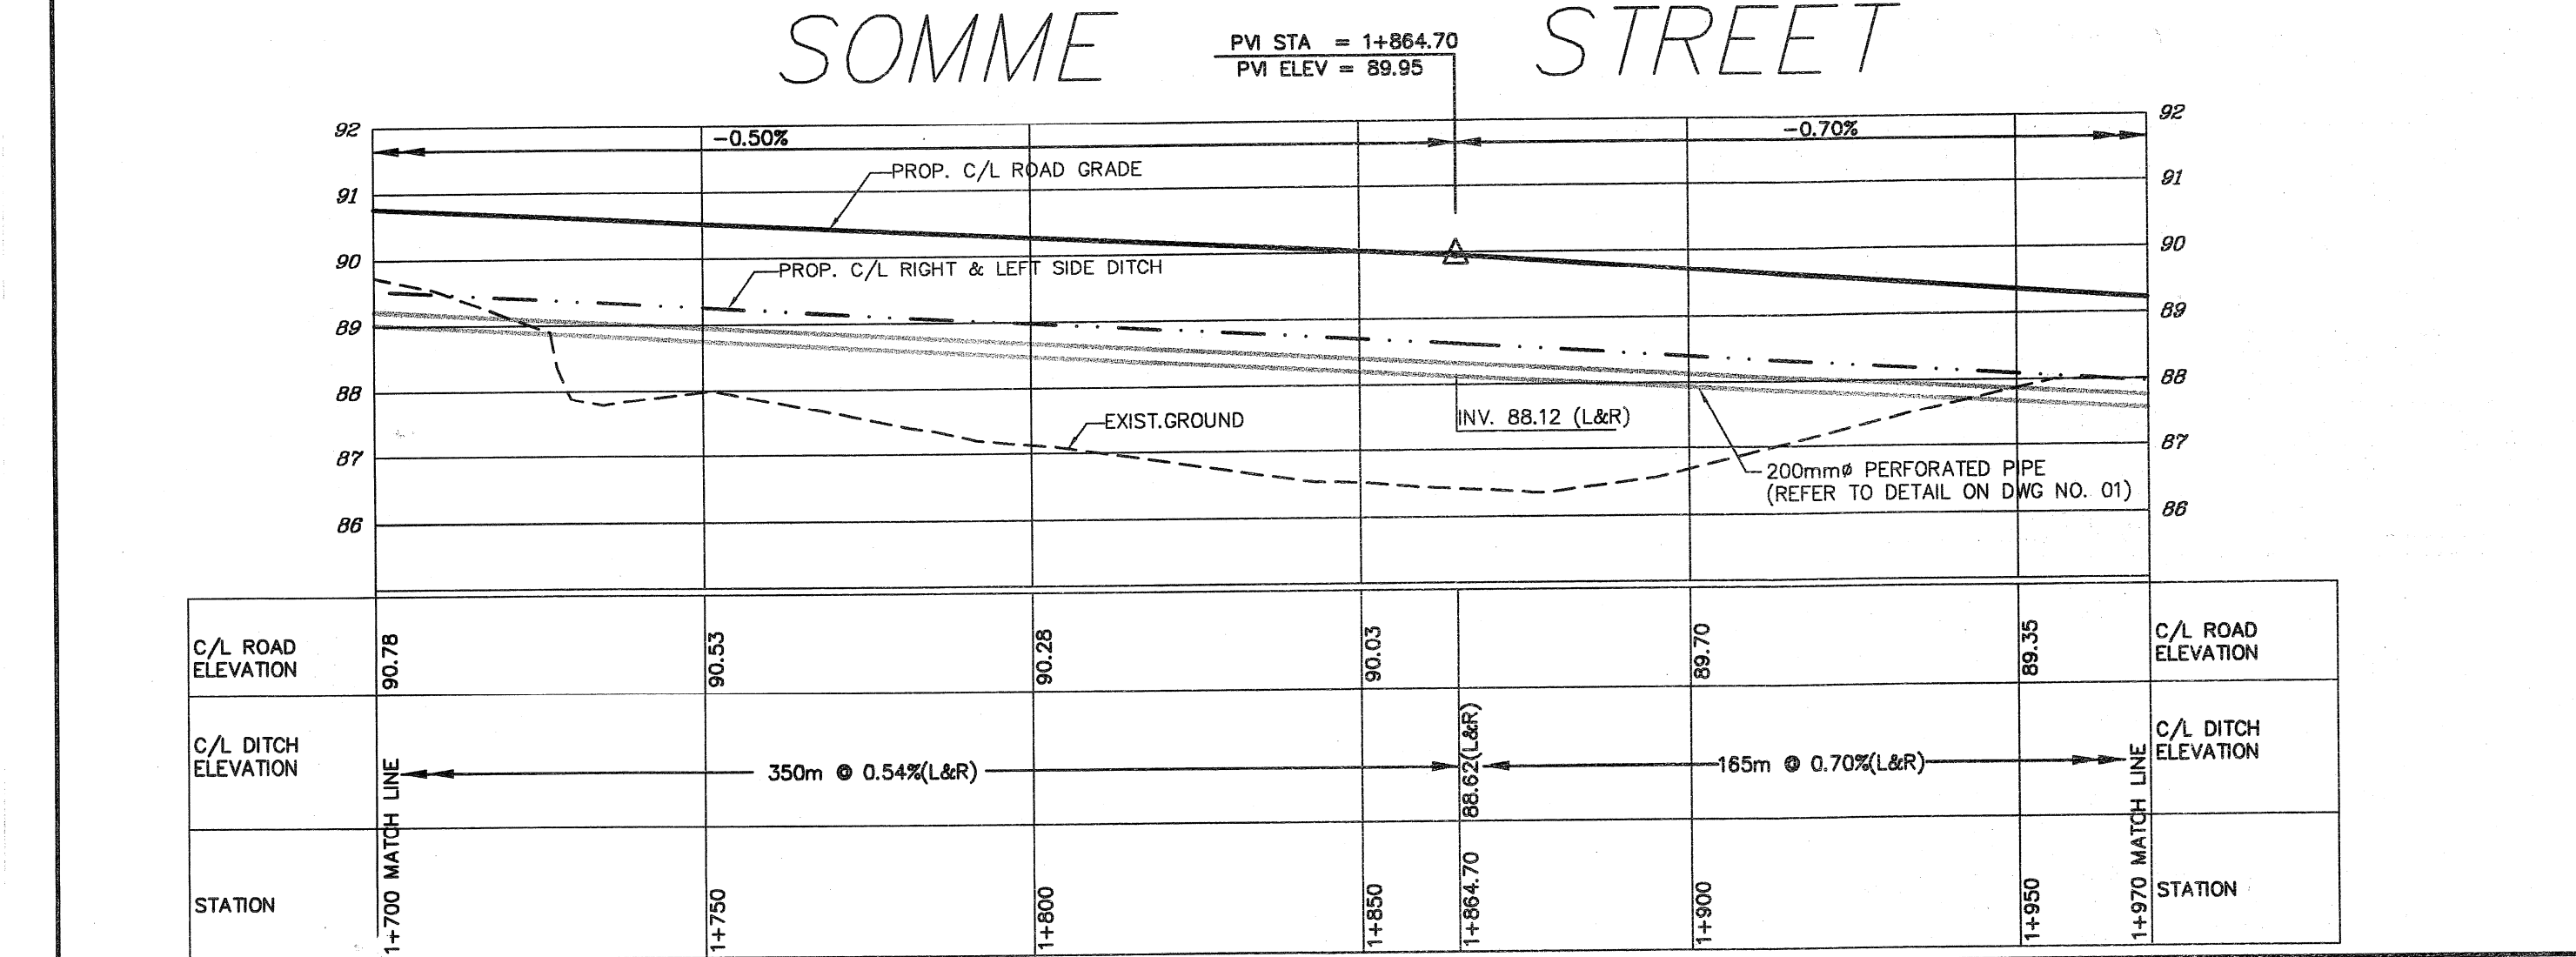 SOMME STREET
PVI STA = 1+864.70
PVI ELEV = 89.95
92
91
90
89
88
87
86
92
91
90
89
88
87
86
-0.50%
-0.70%
PROP. C/L ROAD GRADE
PROP. C/L RIGHT & LEFT SIDE DITCH
EXIST.GROUND
INV. 88.12 (L&R)
200mmø PERFORATED PIPE
(REFER TO DETAIL ON DWG NO. 01)
C/L ROAD
ELEVATION
90.78
90.53
90.28
90.03
89.70
89.35
C/L ROAD
ELEVATION
C/L DITCH
ELEVATION
350m @ 0.54%(L&R)
88.62(L&R)
165m @ 0.70%(L&R)
C/L DITCH
ELEVATION
STATION
1+700 MATCH LINE
1+750
1+800
1+850
1+864.70
1+900
1+950
1+970 MATCH LINE
STATION